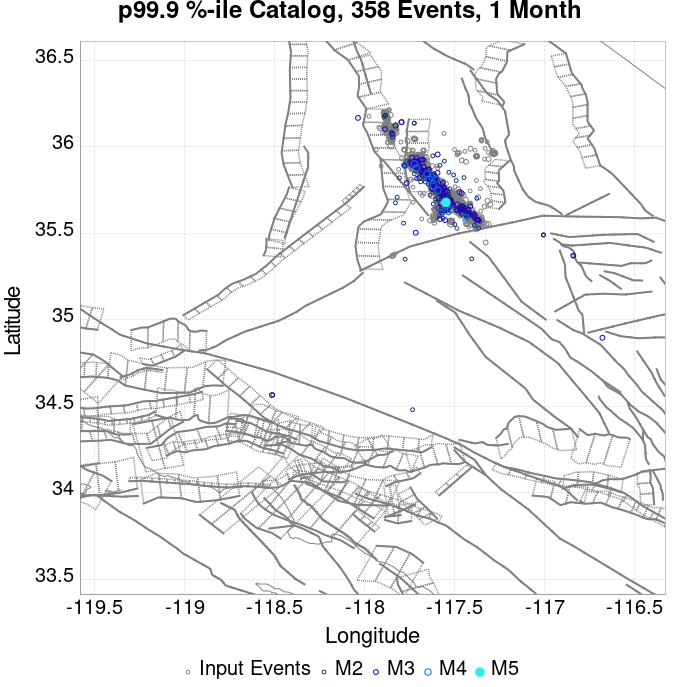 p99.9 %-ile Catalog, 358 Events, 1 Month
36.5
36
35.5
35
34.5
34
33.5
Latitude
-119.5 -119 -118.5 -118 -117.5 -117 -116.5
Longitude
Input Events M2 M3 M4 M5